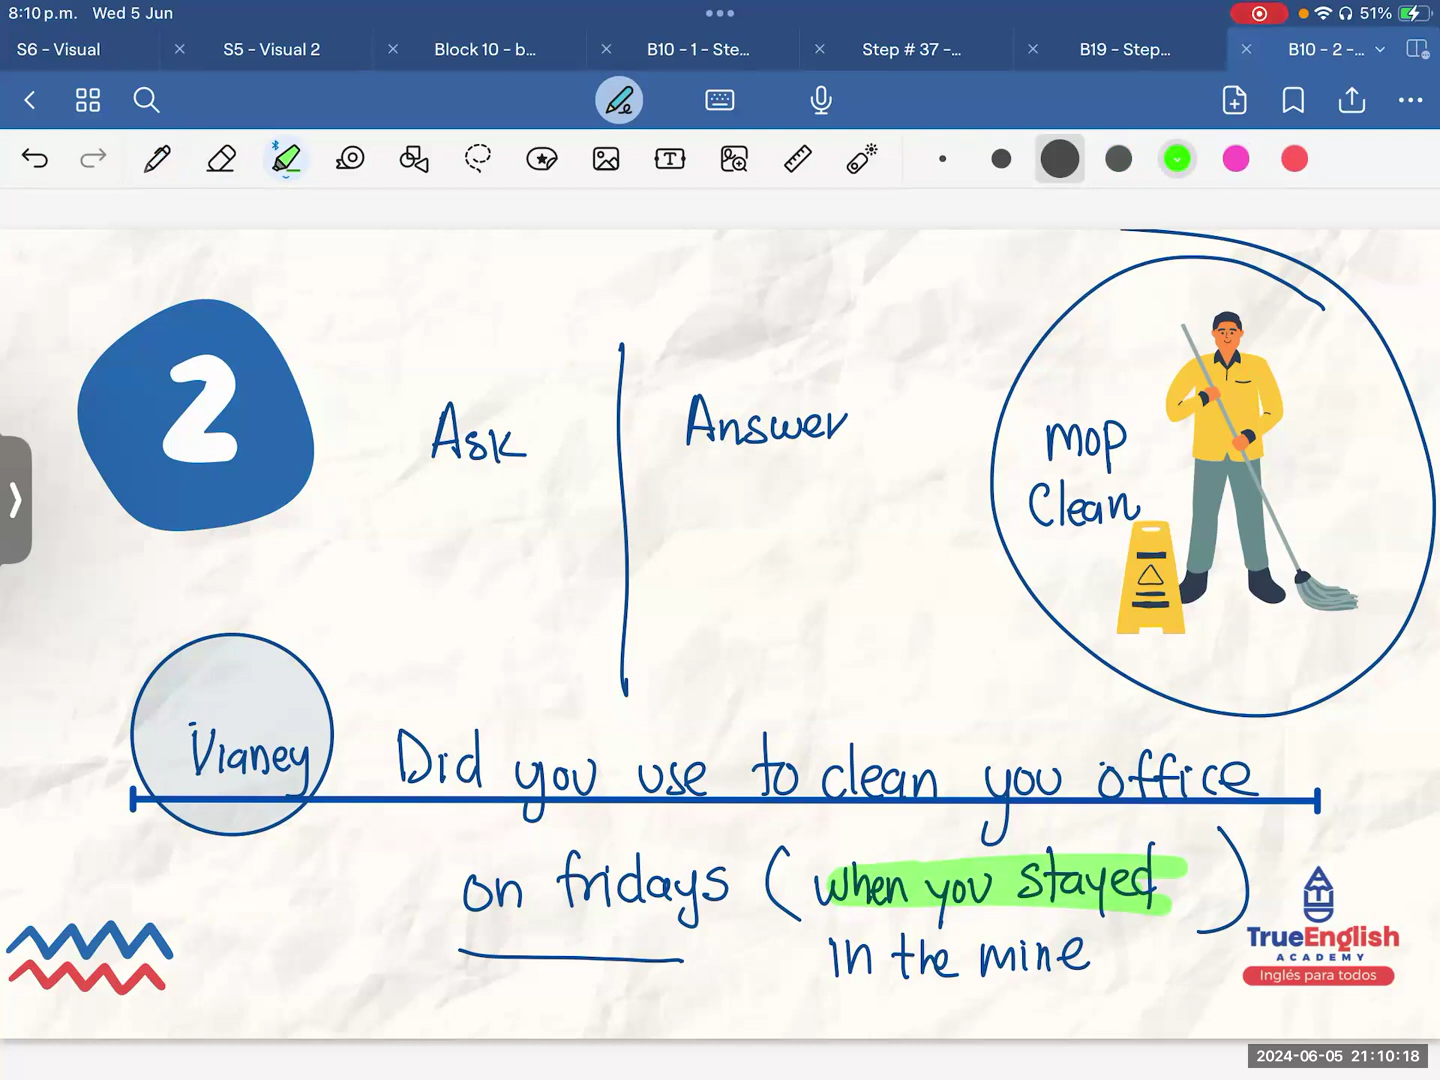 8:10 p.m. Wed 5 Jun
51%
S6 - Visual
S5 - Visual 2
Block 10 - b...
B10 - 1 - Ste...
Step # 37 -...
B19 - Step...
B10 - 2 -...
2
Ask
Answer
mop
Clean
Vianey
Did you use to clean you office
on fridays (when you stayed)
in the mine
TrueEnglish
ACADEMY
Inglés para todos
2024-06-05 21:10:18